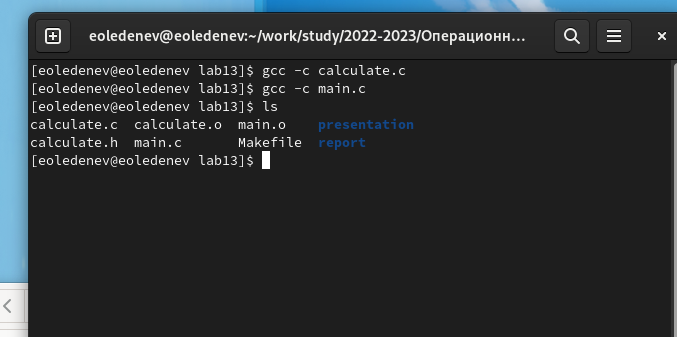 eoledenev@eoledenev:~/work/study/2022-2023/Операционн...
[eoledenev@eoledenev lab13]$ gcc -c calculate.c
[eoledenev@eoledenev lab13]$ gcc -c main.c
[eoledenev@eoledenev lab13]$ ls
calculate.c  calculate.o  main.o    presentation
calculate.h  main.c       Makefile  report
[eoledenev@eoledenev lab13]$